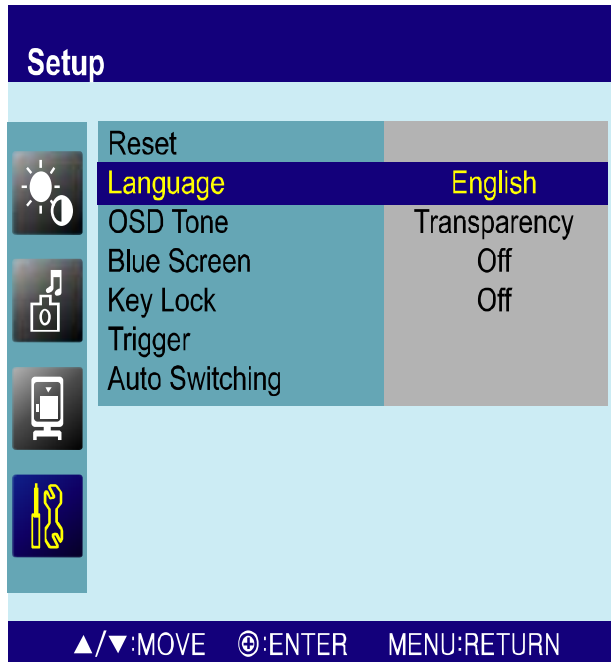 Setup
Reset
Language English
OSD Tone Transparency
Blue Screen Off
Key Lock Off
Trigger
Auto Switching
▲/▼:MOVE ⊕:ENTER MENU:RETURN